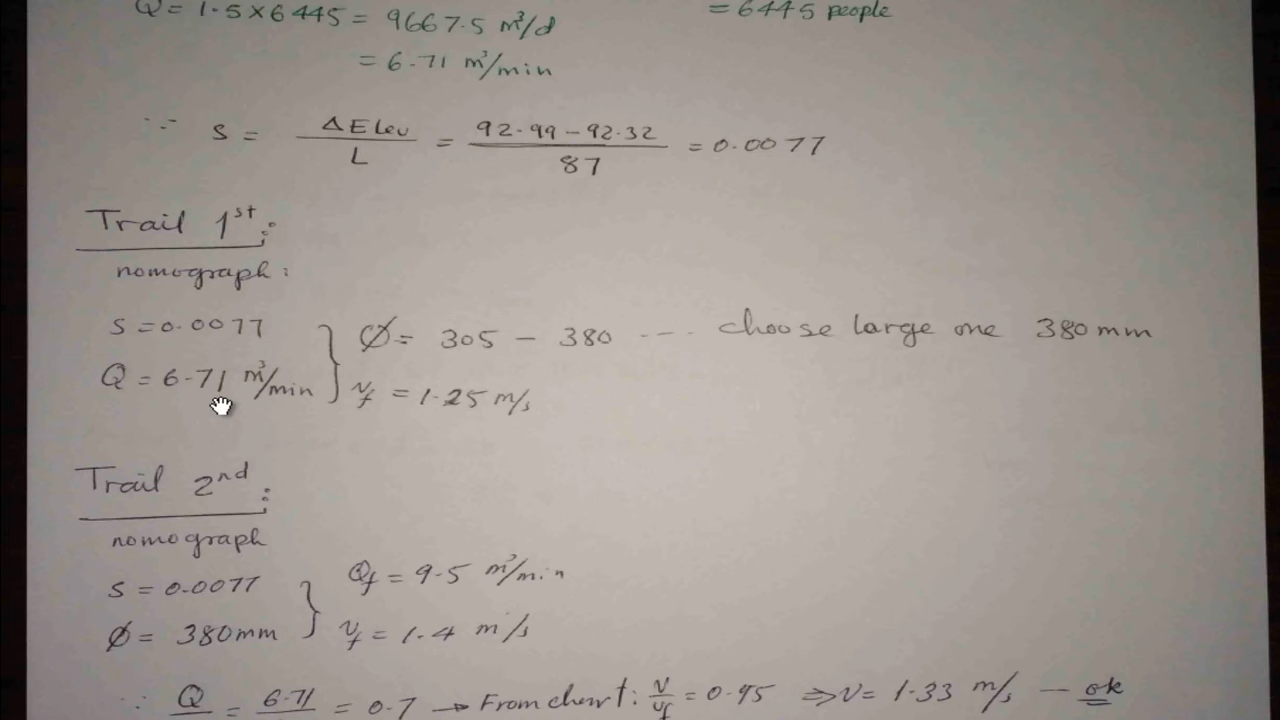 Q = 1.5 × 6445 = 9667.5 m³/d = 6445 people
= 6.71 m³/min
∵ S = ΔElev / L = 92.99 - 92.32 / 87 = 0.0077
Trail 1st:
nomograph:
S = 0.0077
Q = 6.71 m³/min
Ø = 305 - 380 --- choose large one 380 mm
vf = 1.25 m/s
Trail 2nd:
nomograph
S = 0.0077
Ø = 380mm
Qf = 9.5 m³/min
vf = 1.4 m/s
∵ Q = 6.71 = 0.7 → From chart: v/vf = 0.95 ⇒ v = 1.33 m/s — ok